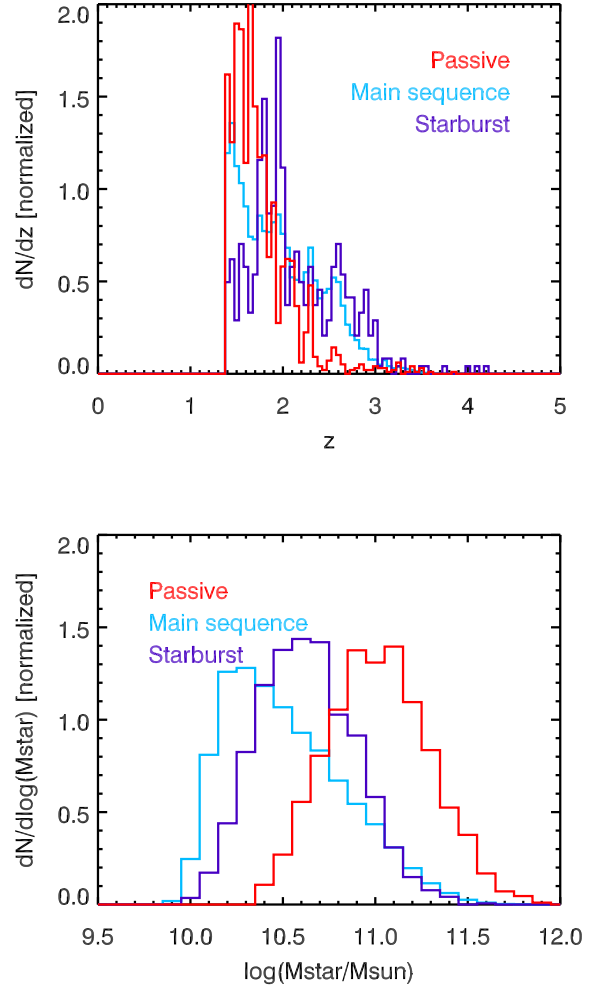 2.0
1.5
1.0
0.5
0.0
dN/dz [normalized]
Passive
Main sequence
Starburst
0 1 2 3 4 5
z
2.0
1.5
1.0
0.5
0.0
dN/dlog(Mstar) [normalized]
Passive
Main sequence
Starburst
9.5 10.0 10.5 11.0 11.5 12.0
log(Mstar/Msun)